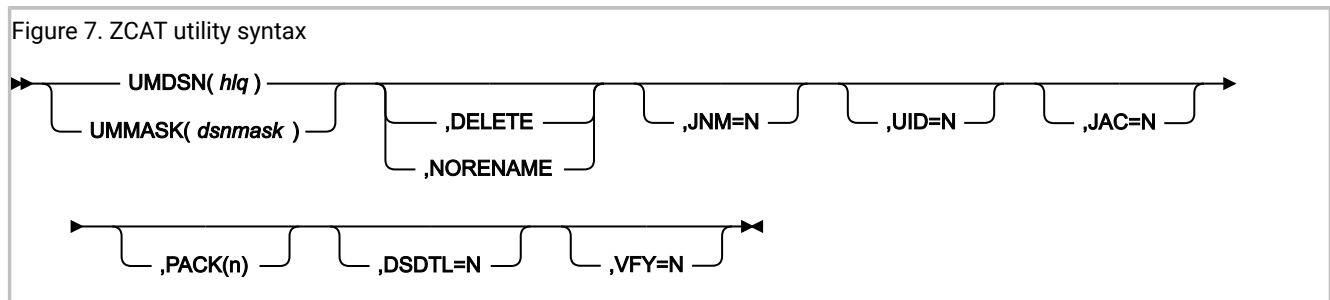 Figure 7. ZCAT utility syntax
UMDSN( hlq )
UMMASK( dsnmask )
,DELETE
,NORENAME
,JNM=N
,UID=N
,JAC=N
,PACK(n)
,DSDTL=N
,VFY=N